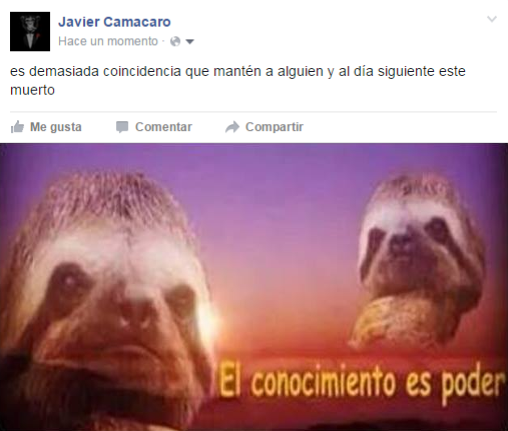 Javier Camacaro
Hace un momento ·
es demasiada coincidencia que mantén a alguien y al día siguiente este
muerto
Me gusta Comentar Compartir
El conocimiento es poder